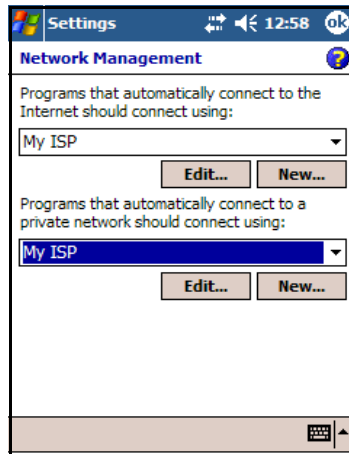 Settings 12:58 ok
Network Management ?
Programs that automatically connect to the
Internet should connect using:
My ISP
Edit... New...
Programs that automatically connect to a
private network should connect using:
My ISP
Edit... New...